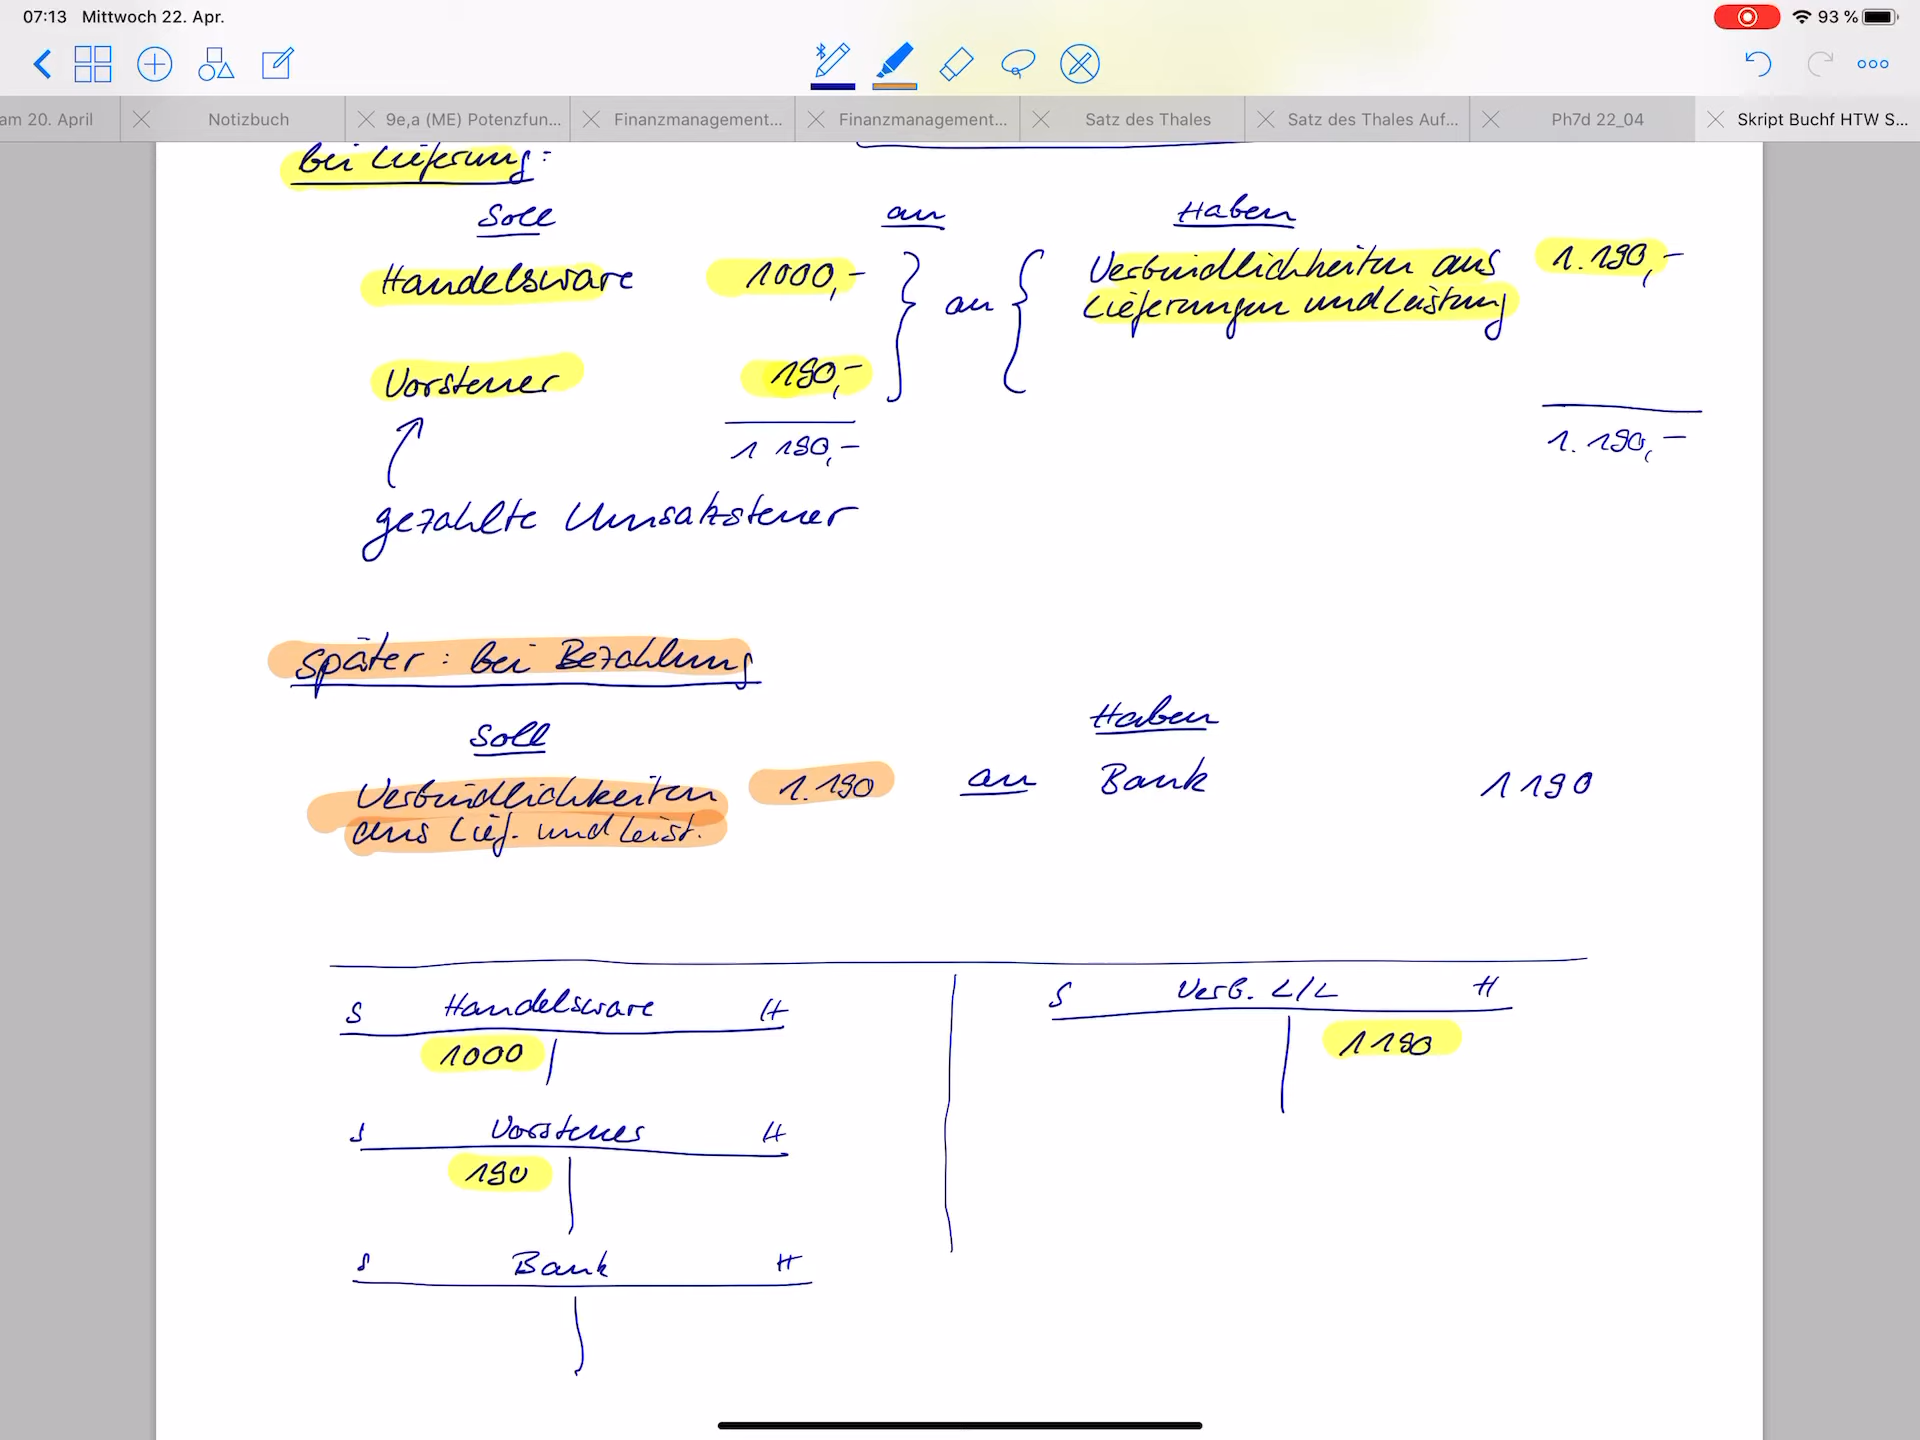 07:13 Mittwoch 22. Apr.
93 %
am 20. April
Notizbuch
9e,a (ME) Potenzfun...
Finanzmanagement...
Finanzmanagement...
Satz des Thales
Satz des Thales Auf...
Ph7d 22_04
Skript Buchf HTW S...
bei Lieferung:
Soll an Haben
Handelsware 1000,- an Verbindlichkeiten aus 1.190,-
Lieferungen und Leistung
Vorsteuer 190,-
1 190,- 1.190,-
gezahlte Umsatzsteuer
später: bei Bezahlung
Soll Haben
Verbindlichkeiten 1.190 an Bank 1190
aus Lief. und Leist.
S Handelsware H
1000
S Verb. L/L H
1190
S Vorsteuer H
190
S Bank H